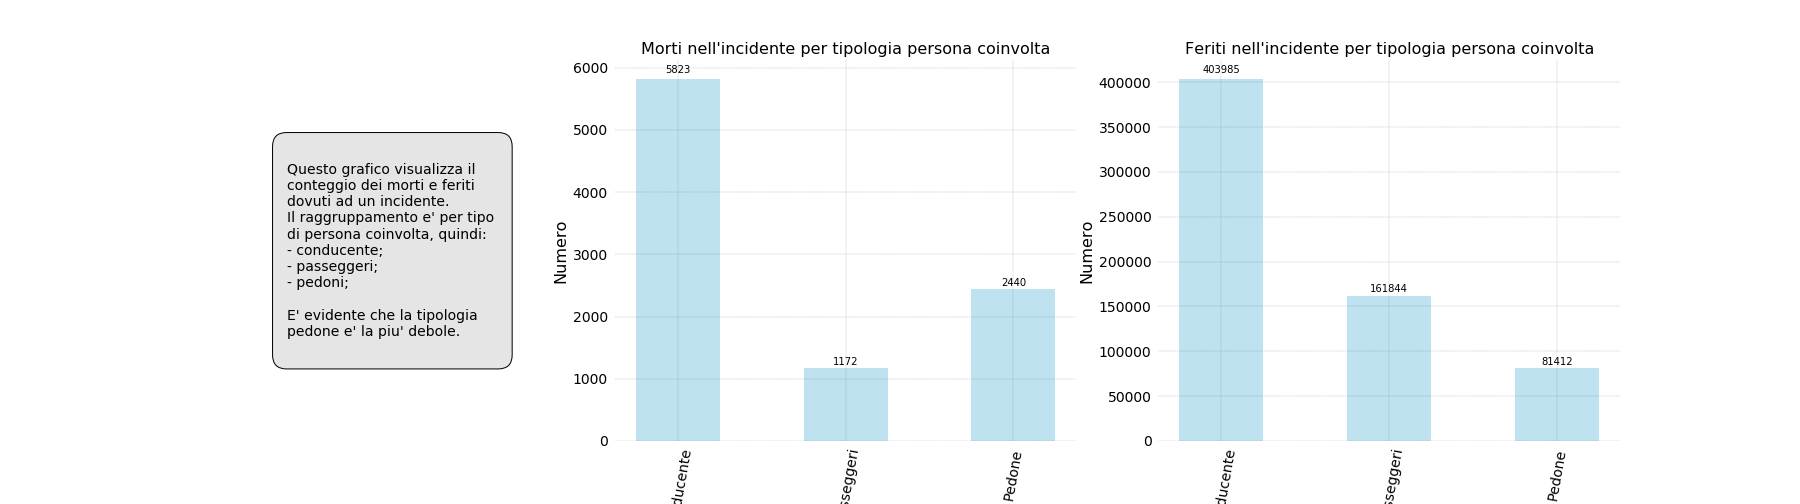 Questo grafico visualizza il
conteggio dei morti e feriti
dovuti ad un incidente.
Il raggruppamento e' per tipo
di persona coinvolta, quindi:
- conducente;
- passeggeri;
- pedoni;
E' evidente che la tipologia
pedone e' la piu' debole.
Morti nell'incidente per tipologia persona coinvolta
Numero
6000
5000
4000
3000
2000
1000
0
5823
1172
2440
ducente
sseggeri
Pedone
Feriti nell'incidente per tipologia persona coinvolta
Numero
400000
350000
300000
250000
200000
150000
100000
50000
0
403985
161844
81412
ducente
sseggeri
Pedone